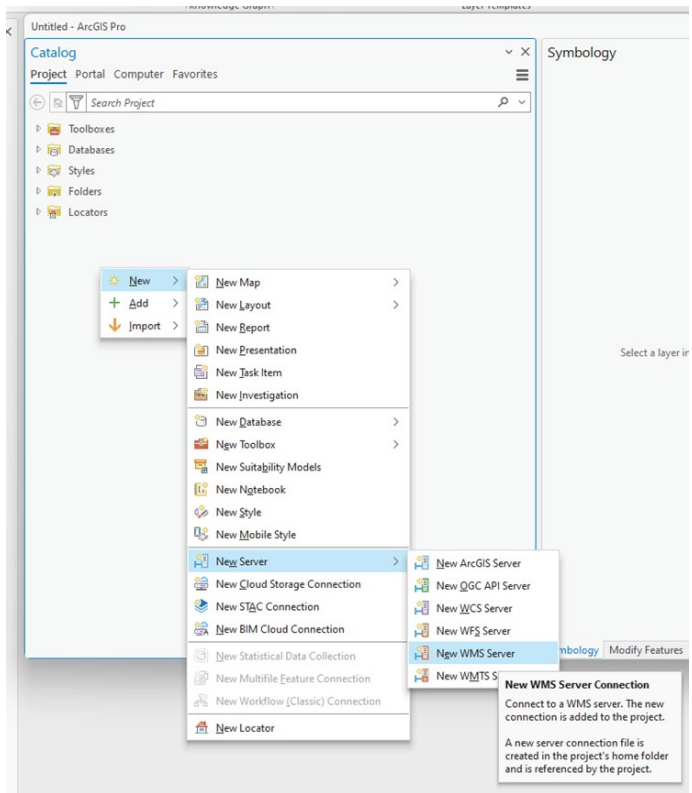 Untitled - ArcGIS Pro
Catalog
Symbology
Project Portal Computer Favorites
Search Project
Toolboxes
Databases
Styles
Folders
Locators
New
Add
Import
New Map
New Layout
New Report
New Presentation
New Task Item
New Investigation
New Database
New Toolbox
New Suitability Models
New Notebook
New Style
New Mobile Style
New Server
New Cloud Storage Connection
New STAC Connection
New BIM Cloud Connection
New Statistical Data Collection
New Multifile Feature Connection
New Workflow (Classic) Connection
New Locator
New ArcGIS Server
New OGC API Server
New WCS Server
New WFS Server
New WMS Server
New WMTS S
Select a layer in
mbology Modify Features
New WMS Server Connection
Connect to a WMS server. The new
connection is added to the project.
A new server connection file is
created in the project's home folder
and is referenced by the project.